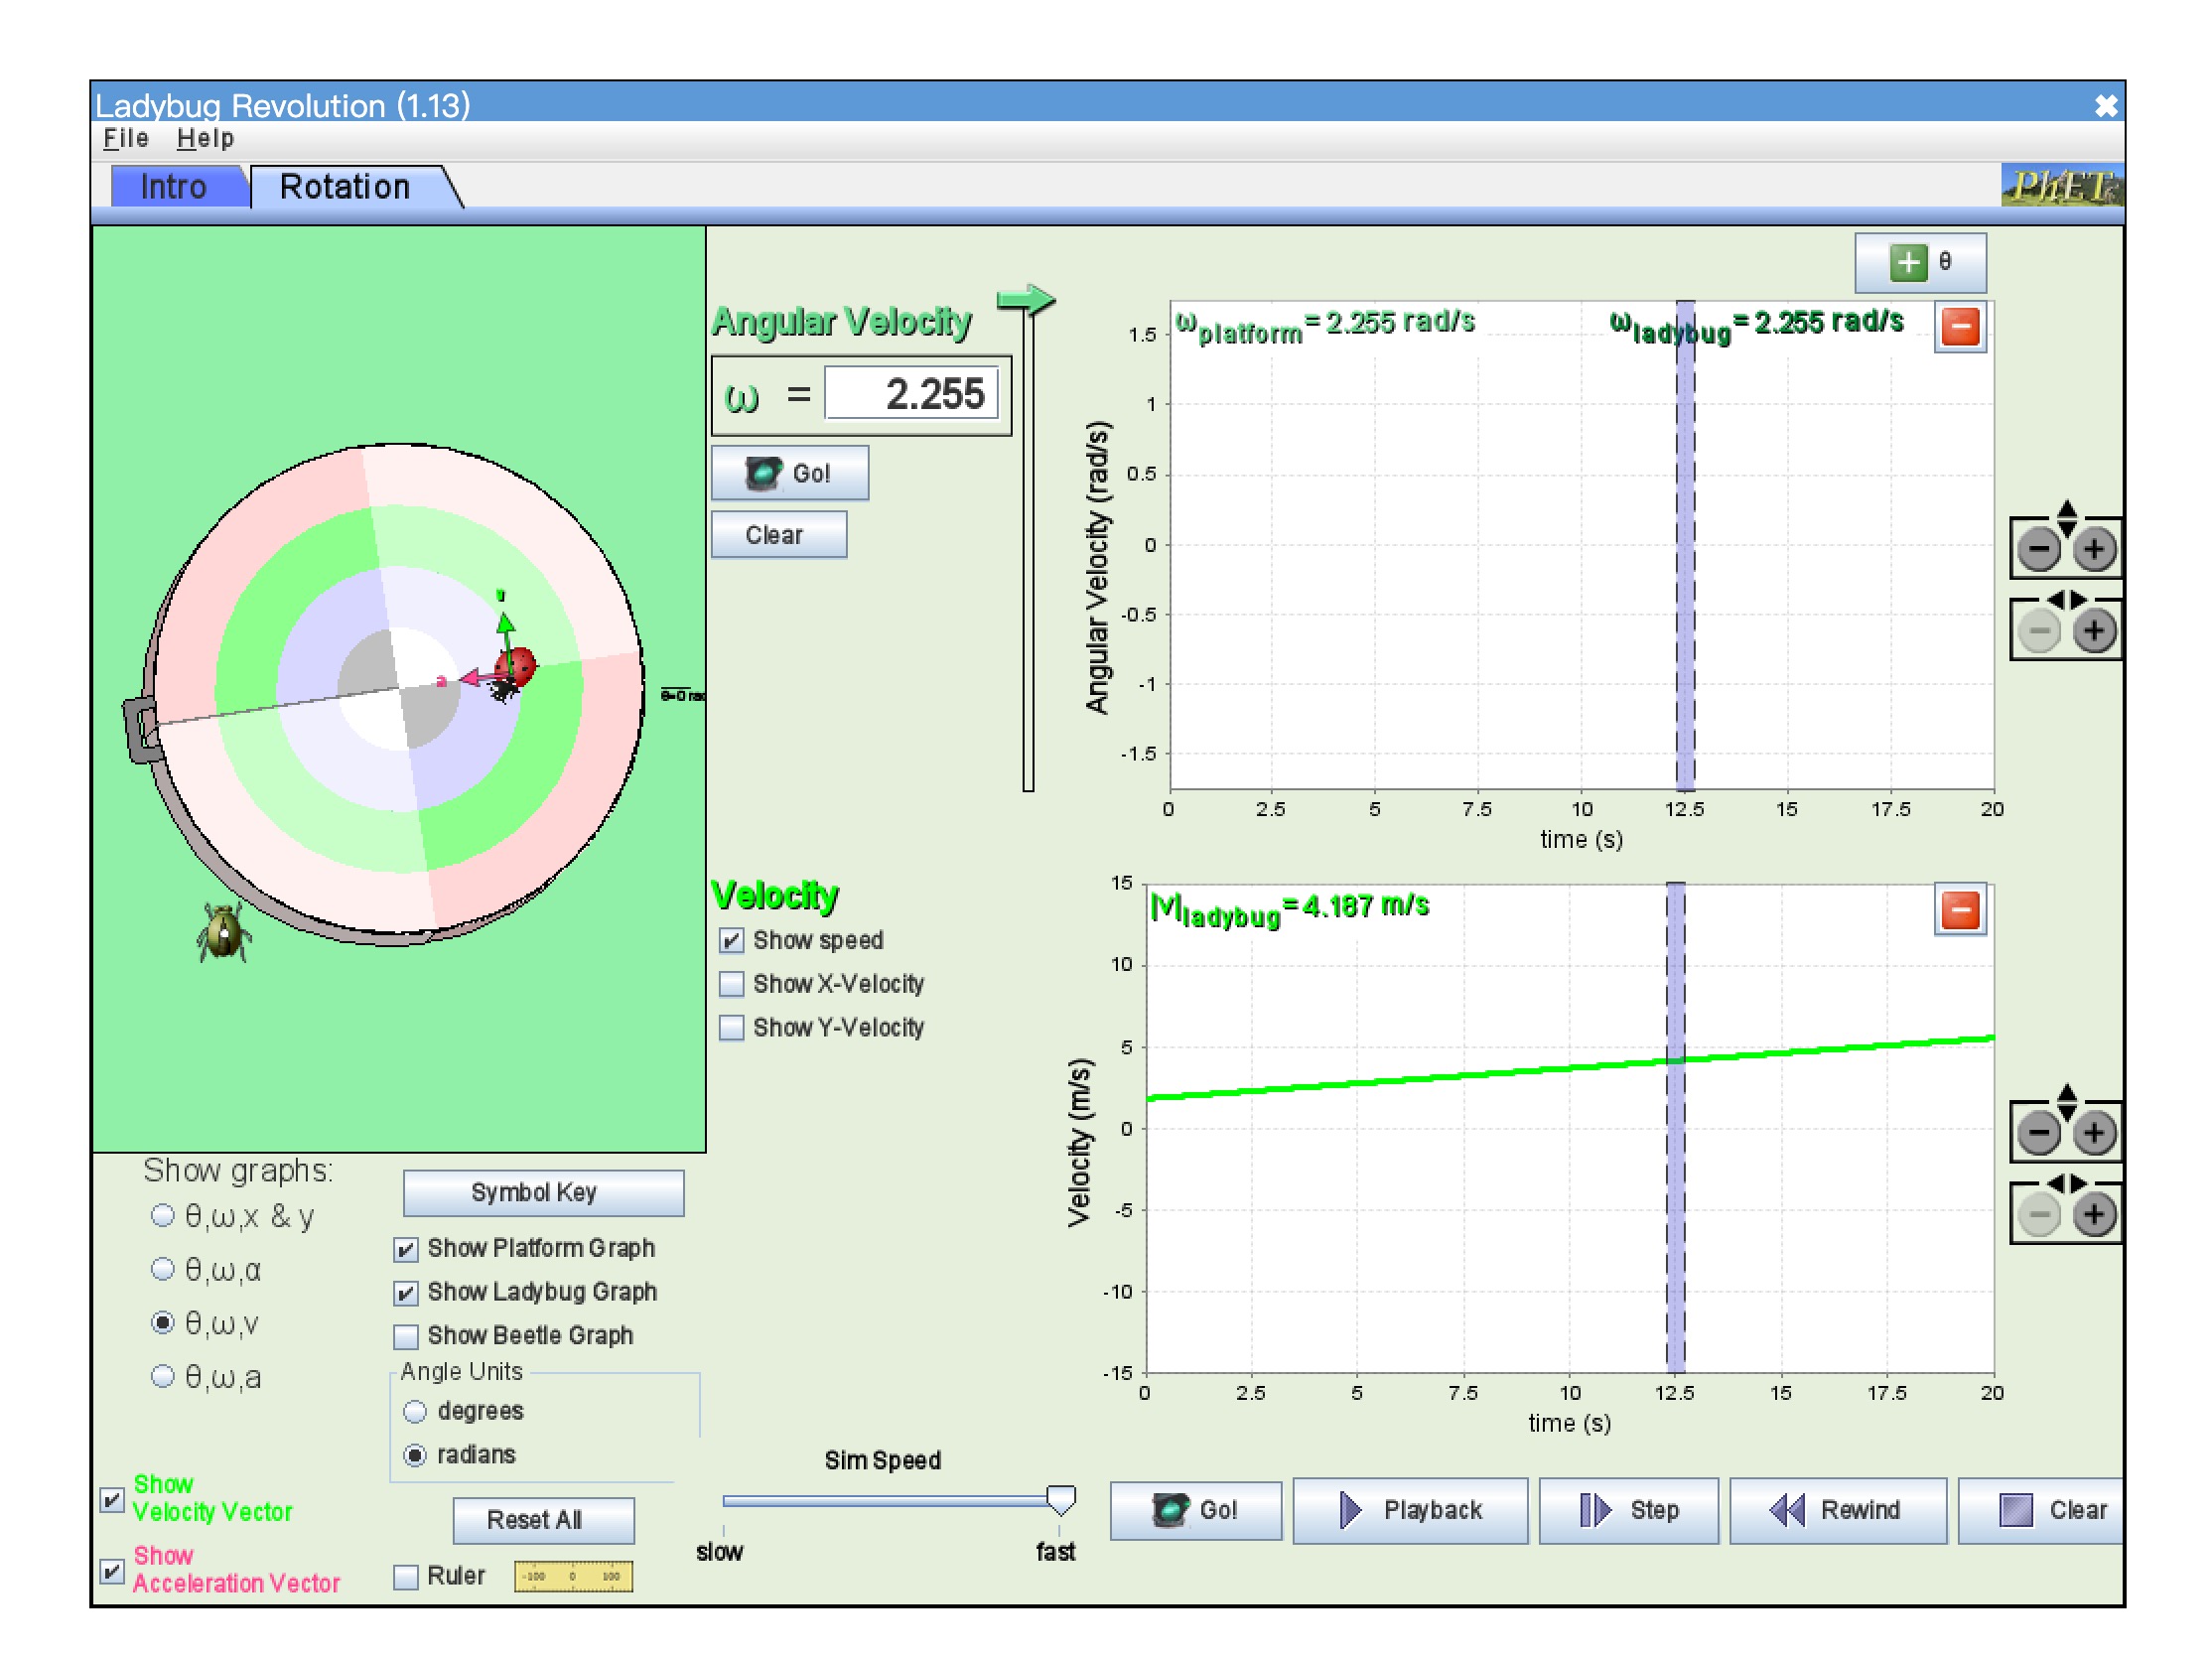 Ladybug Revolution (1.13)
File Help
Intro Rotation
PhET
θ
Angular Velocity
ω = 2.255
Go!
Clear
ω platform = 2.255 rad/s
ω ladybug = 2.255 rad/s
1.5
1
0.5
0
-0.5
-1
-1.5
Angular Velocity (rad/s)
0 2.5 5 7.5 10 12.5 15 17.5 20
time (s)
v
a
θ=0 rad
Velocity
Show speed
Show X-Velocity
Show Y-Velocity
|v| ladybug = 4.187 m/s
15
10
5
0
-5
-10
-15
Velocity (m/s)
0 2.5 5 7.5 10 12.5 15 17.5 20
time (s)
Show graphs:
θ,ω,x & y
θ,ω,α
θ,ω,v
θ,ω,a
Symbol Key
Show Platform Graph
Show Ladybug Graph
Show Beetle Graph
Angle Units
degrees
radians
Show
Velocity Vector
Show
Acceleration Vector
Reset All
Ruler
-100 0 100
Sim Speed
slow fast
Go! Playback Step Rewind Clear